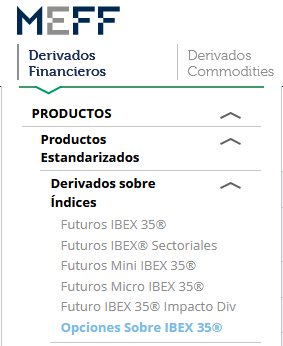 MEFF
Derivados
Financieros
Derivados
Commodities
PRODUCTOS
Productos
Estandarizados
Derivados sobre
Índices
Futuros IBEX 35®
Futuros IBEX® Sectoriales
Futuros Mini IBEX 35®
Futuros Micro IBEX 35®
Futuro IBEX 35® Impacto Div
Opciones Sobre IBEX 35®